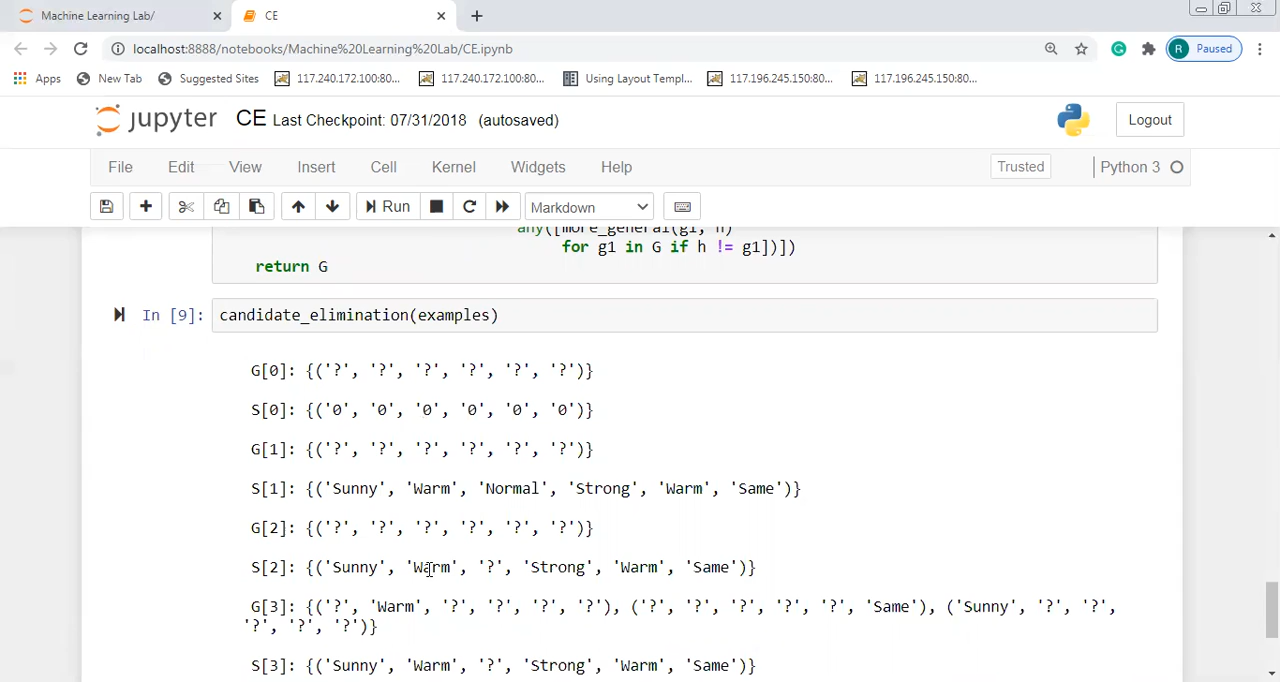 Machine Learning Lab/
CE
localhost:8888/notebooks/Machine%20Learning%20Lab/CE.ipynb
R Paused
Apps New Tab Suggested Sites 117.240.172.100:80... 117.240.172.100:80... Using Layout Templ... 117.196.245.150:80... 117.196.245.150:80...
jupyter CE Last Checkpoint: 07/31/2018 (autosaved)
Logout
File Edit View Insert Cell Kernel Widgets Help
Trusted Python 3
Run Markdown
any([more_general(g1, h)
for g1 in G if h != g1])])
return G
In [9]: candidate_elimination(examples)
G[0]: {('?', '?', '?', '?', '?', '?')}
S[0]: {('0', '0', '0', '0', '0', '0')}
G[1]: {('?', '?', '?', '?', '?', '?')}
S[1]: {('Sunny', 'Warm', 'Normal', 'Strong', 'Warm', 'Same')}
G[2]: {('?', '?', '?', '?', '?', '?')}
S[2]: {('Sunny', 'Warm', '?', 'Strong', 'Warm', 'Same')}
G[3]: {('?', 'Warm', '?', '?', '?', '?'), ('?', '?', '?', '?', '?', 'Same'), ('Sunny', '?', '?',
'?', '?', '?')}
S[3]: {('Sunny', 'Warm', '?', 'Strong', 'Warm', 'Same')}